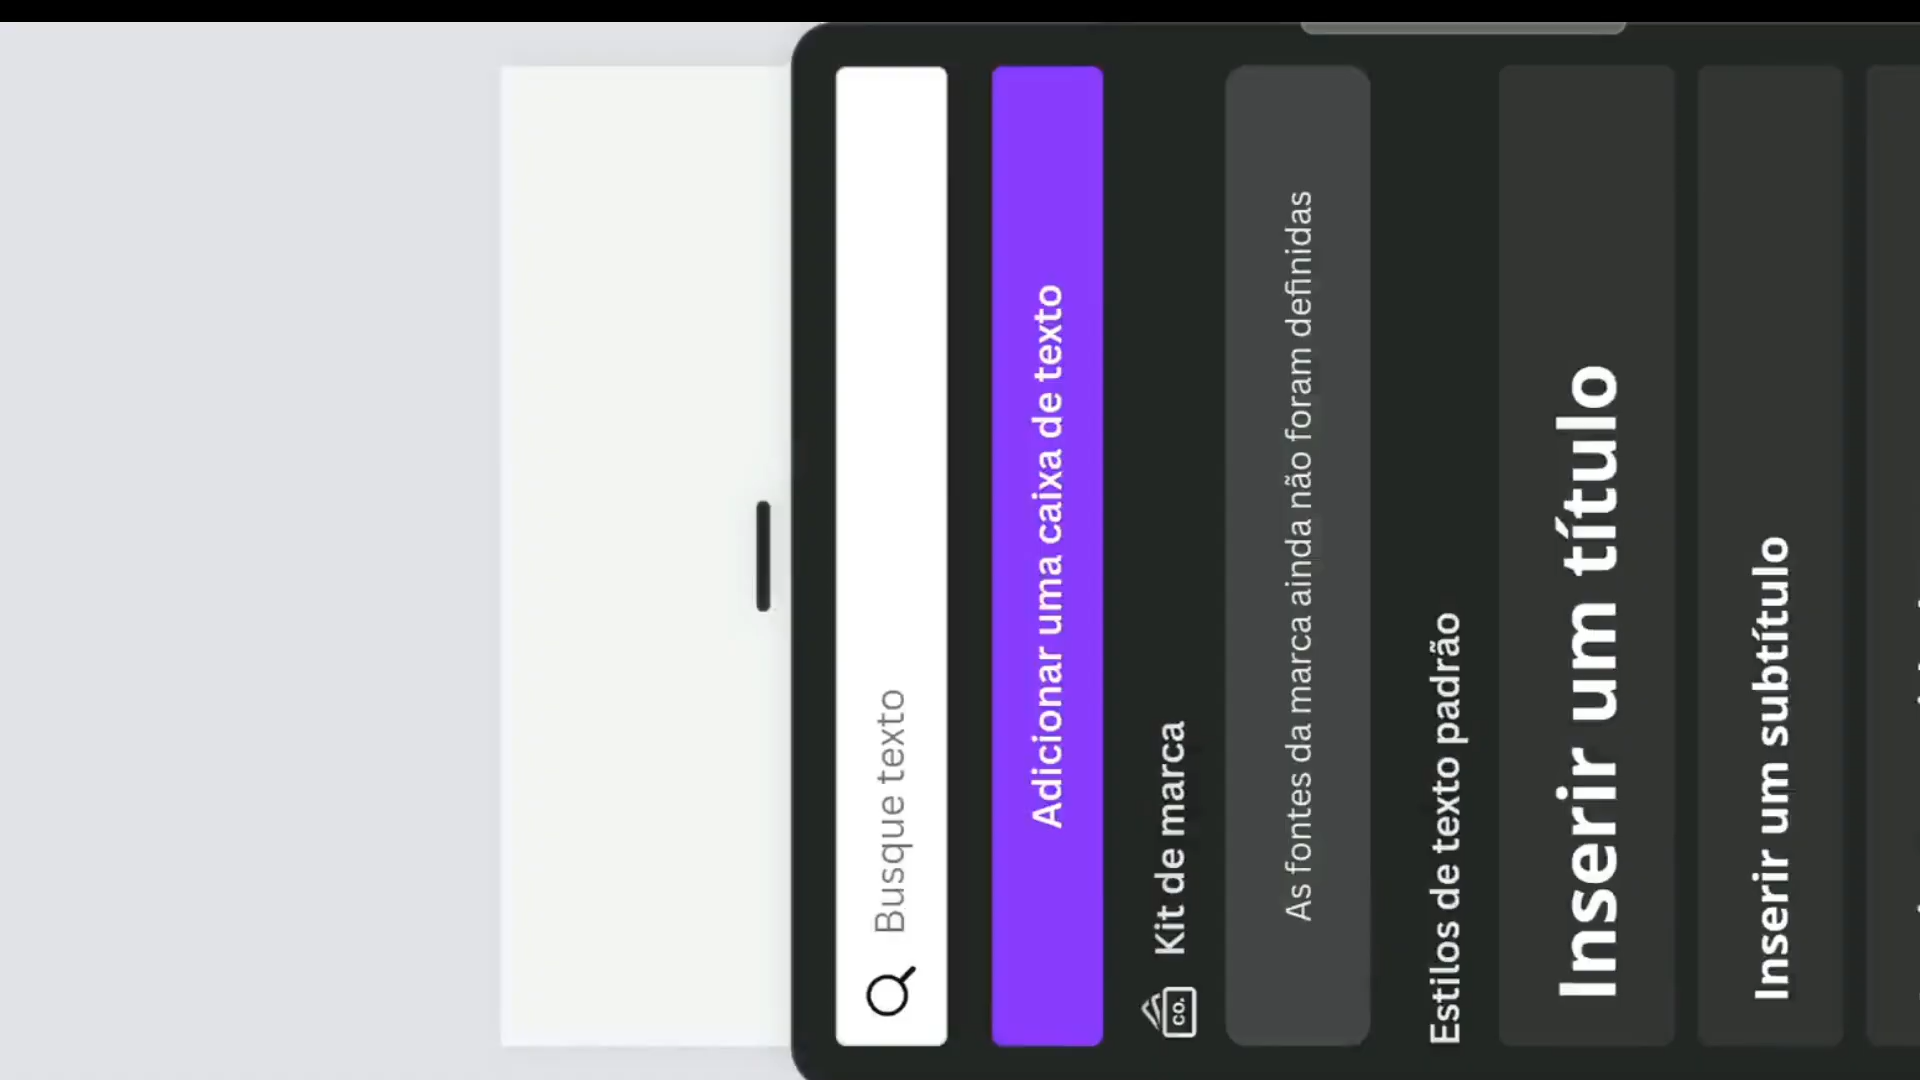 Busque texto
Adicionar uma caixa de texto
co.
Kit de marca
As fontes da marca ainda não foram definidas
Estilos de texto padrão
Inserir um título
Inserir um subtítulo